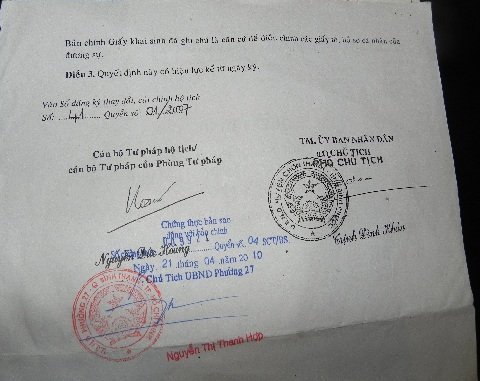 Bản chính Giấy khai sinh đã ghi chú là căn cứ để điều chỉnh các giấy tờ, hồ sơ cá nhân của
đương sự.
Điều 3. Quyết định này có hiệu lực kể từ ngày ký.
Vào Sổ đăng ký thay đổi, cải chính hộ tịch
Số: 41 Quyển số 01/2007
Cán bộ Tư pháp hộ tịch/
cán bộ Tư pháp của Phòng Tư pháp
TM. ỦY BAN NHÂN DÂN
CHỦ TỊCH
PHÓ CHỦ TỊCH
Chứng thực bản sao
đúng với bản chính
Nguyễn Đức Hoàng
Quyển số 04 SCT/BS.
Trịnh Đình Khôn
Ngày 21 tháng 04 năm 2010
Chủ Tịch UBND Phường 27
Nguyễn Thị Thanh Hợp